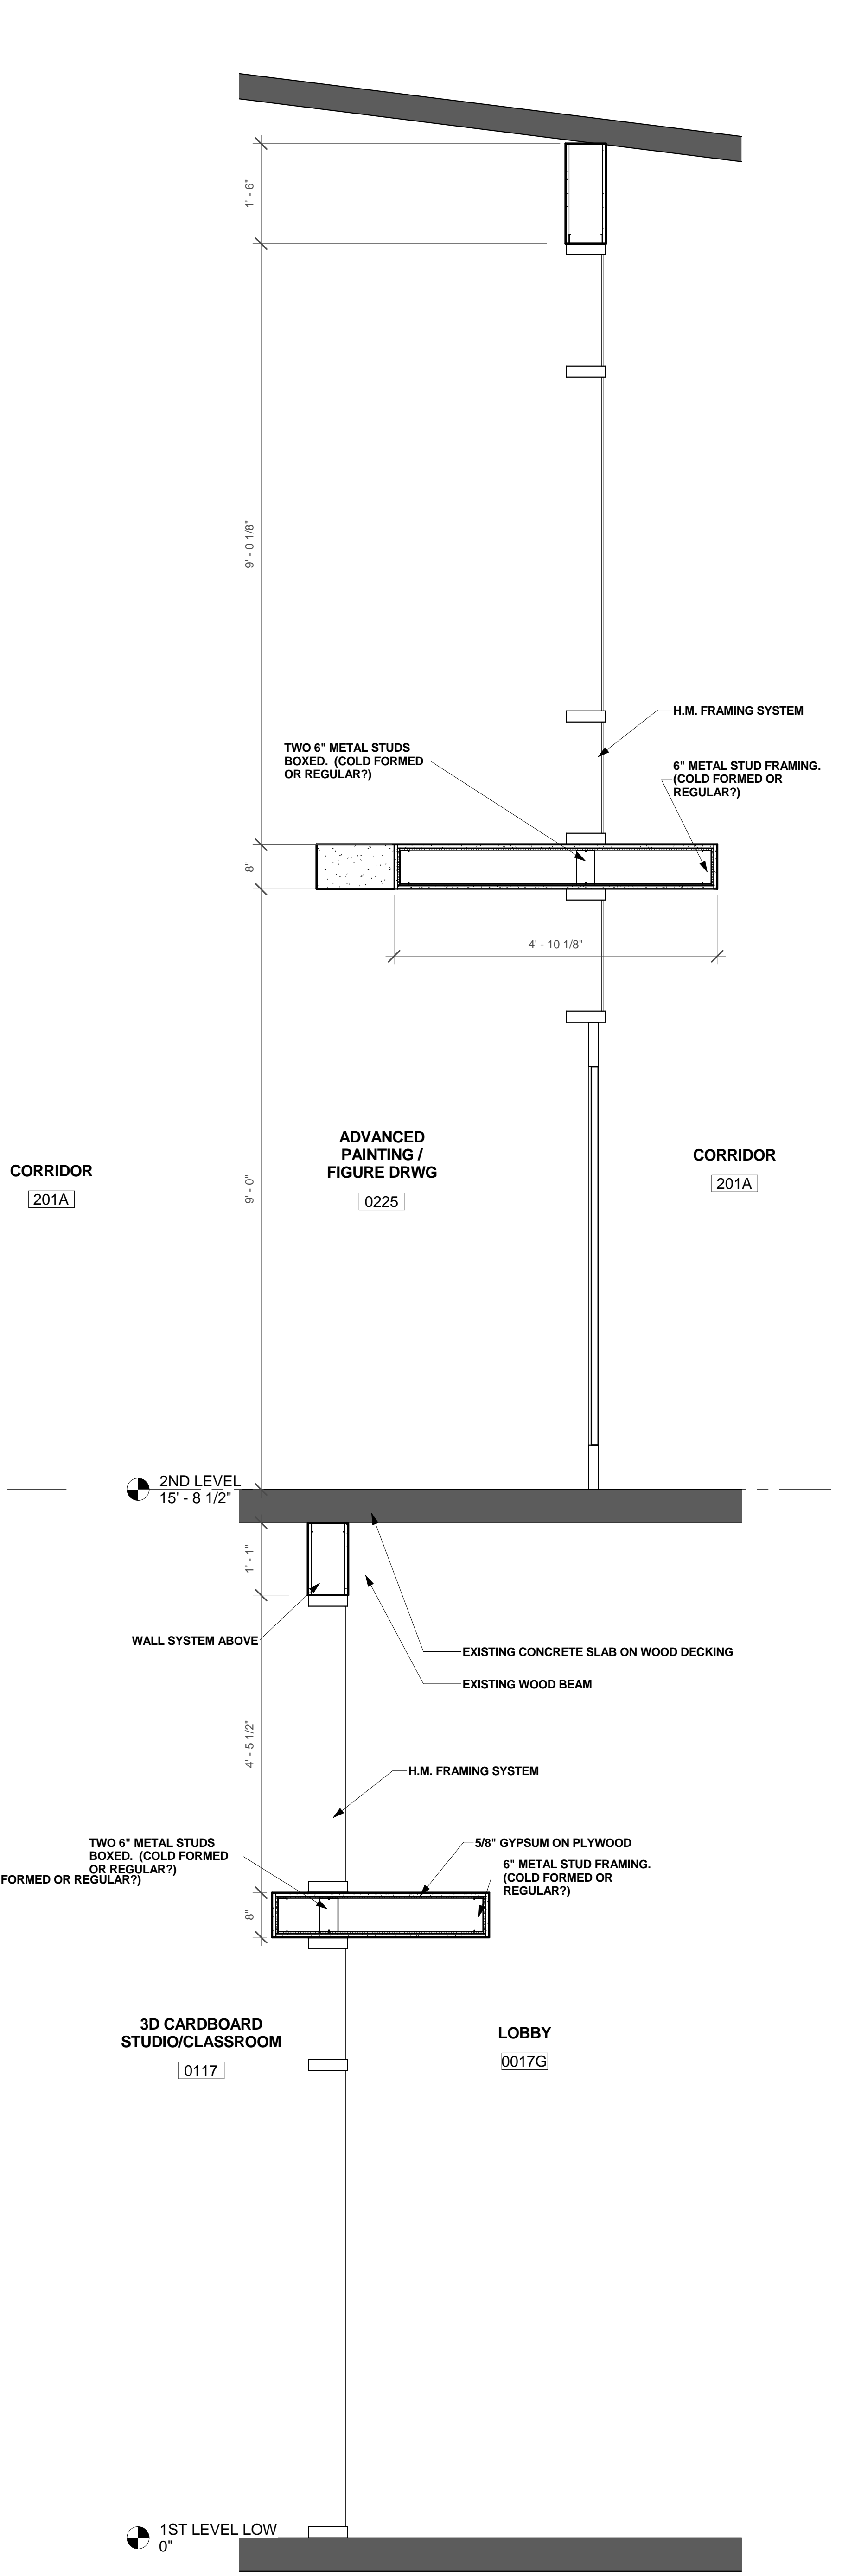 1' - 6"
9' - 0 1/8"
H.M. FRAMING SYSTEM
TWO 6" METAL STUDS
BOXED.  (COLD FORMED
OR REGULAR?)
6" METAL STUD FRAMING.
(COLD FORMED OR
REGULAR?)
8"
4' - 10 1/8"
CORRIDOR
201A
ADVANCED
PAINTING /
FIGURE DRWG
0225
CORRIDOR
201A
9' - 0"
2ND LEVEL
15' - 8 1/2"
1' - 1"
WALL SYSTEM ABOVE
EXISTING CONCRETE SLAB ON WOOD DECKING
EXISTING WOOD BEAM
4' - 5 1/2"
H.M. FRAMING SYSTEM
TWO 6" METAL STUDS
BOXED.  (COLD FORMED
OR REGULAR?)
FORMED OR REGULAR?)
5/8" GYPSUM ON PLYWOOD
6" METAL STUD FRAMING.
(COLD FORMED OR
REGULAR?)
8"
3D CARDBOARD
STUDIO/CLASSROOM
0117
LOBBY
0017G
1ST LEVEL LOW
0"